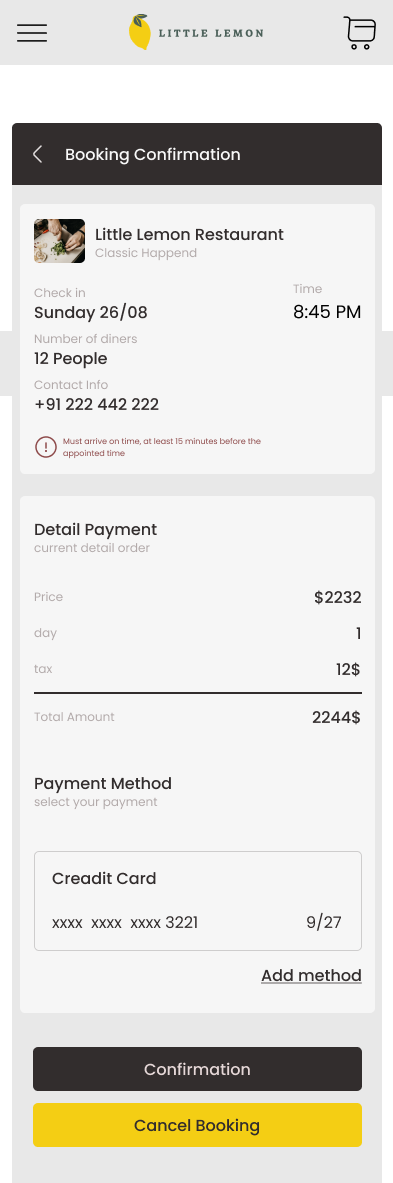 LITTLE LEMON
Booking Confirmation
Little Lemon Restaurant
Classic Happend
Check in
Time
Sunday 26/08
8:45 PM
Number of diners
12 People
Contact Info
+91 222 442 222
Must arrive on time, at least 15 minutes before the
appointed time
Detail Payment
current detail order
Price $2232
day 1
tax 12$
Total Amount 2244$
Payment Method
select your payment
Creadit Card
xxxx xxxx xxxx 3221 9/27
Add method
Confirmation
Cancel Booking